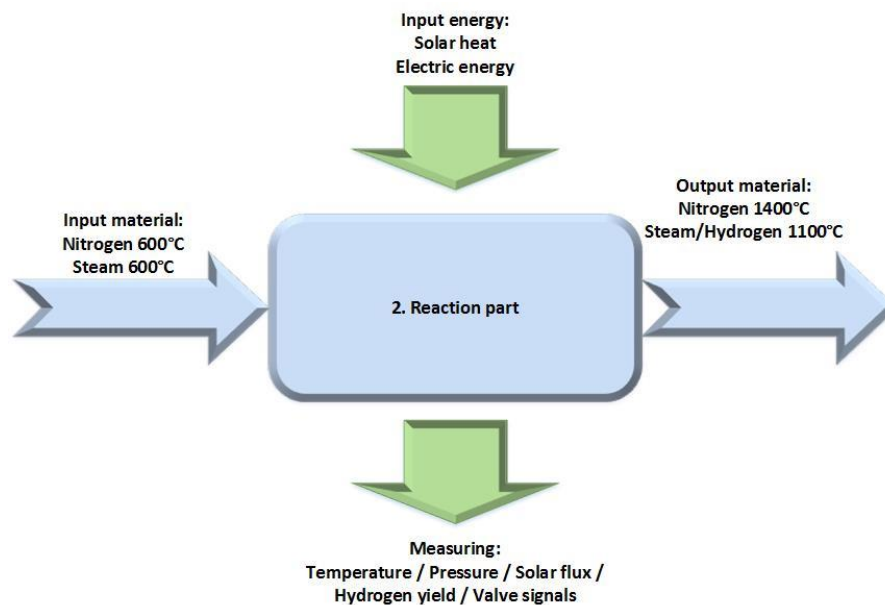 Input energy:
Solar heat
Electric energy
Input material:
Nitrogen 600°C
Steam 600°C
Output material:
Nitrogen 1400°C
Steam/Hydrogen 1100°C
2. Reaction part
Measuring:
Temperature / Pressure / Solar flux /
Hydrogen yield / Valve signals